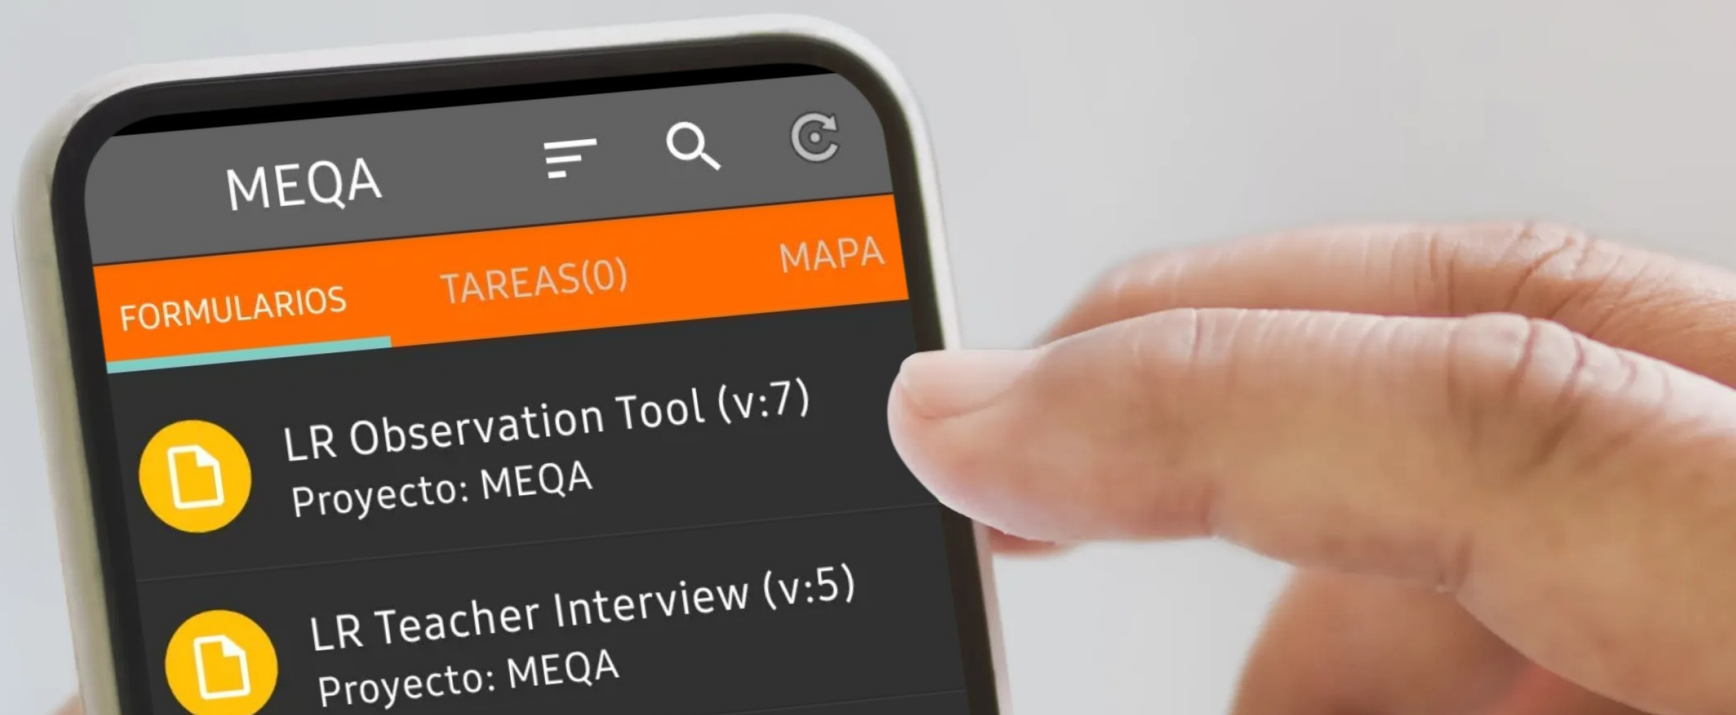 MEQA
FORMULARIOS TAREAS(0) MAPA
LR Observation Tool (v:7)
Proyecto: MEQA
LR Teacher Interview (v:5)
Proyecto: MEQA